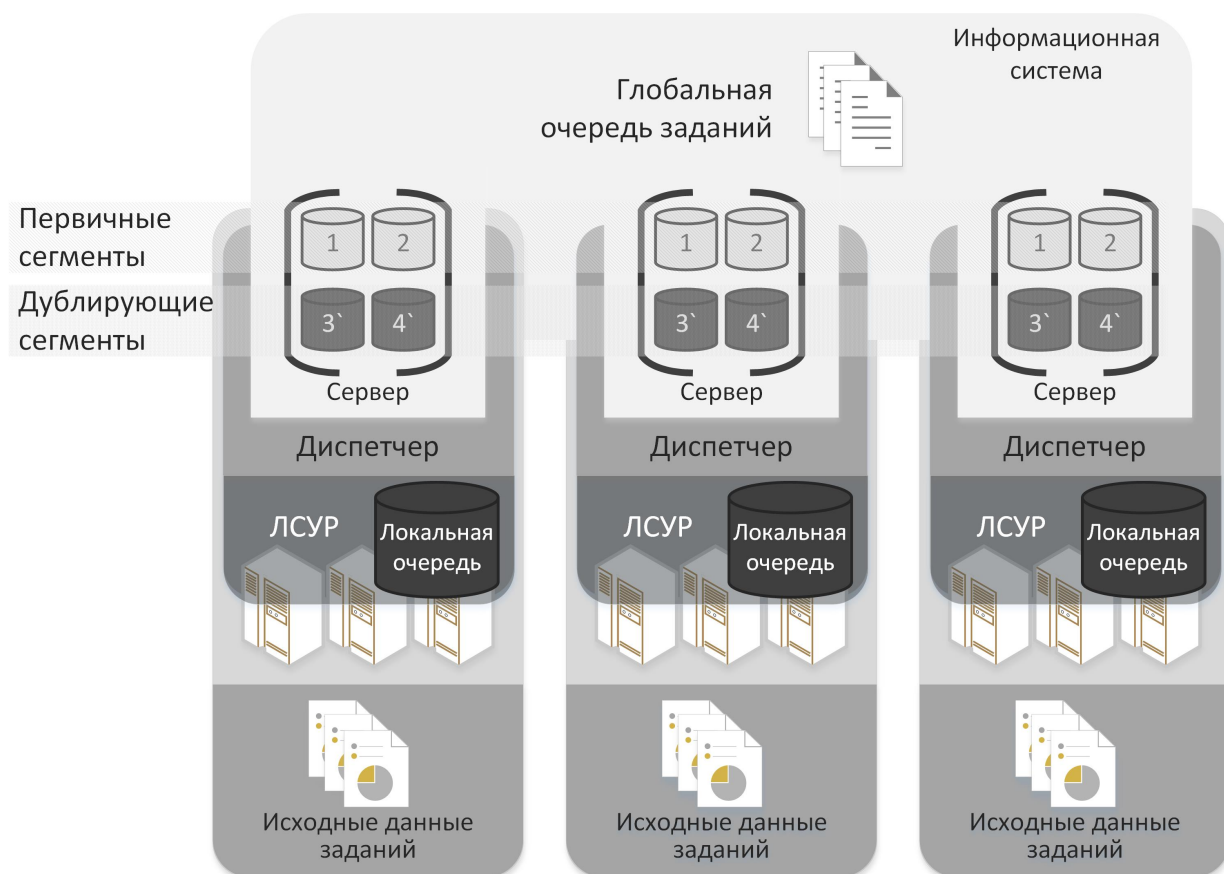 Информационная
система
Глобальная
очередь заданий
Первичные
сегменты
1 2
1 2
1 2
Дублирующие
сегменты
3` 4`
3` 4`
3` 4`
Сервер
Сервер
Сервер
Диспетчер
Диспетчер
Диспетчер
ЛСУР
Локальная
очередь
ЛСУР
Локальная
очередь
ЛСУР
Локальная
очередь
Исходные данные
заданий
Исходные данные
заданий
Исходные данные
заданий